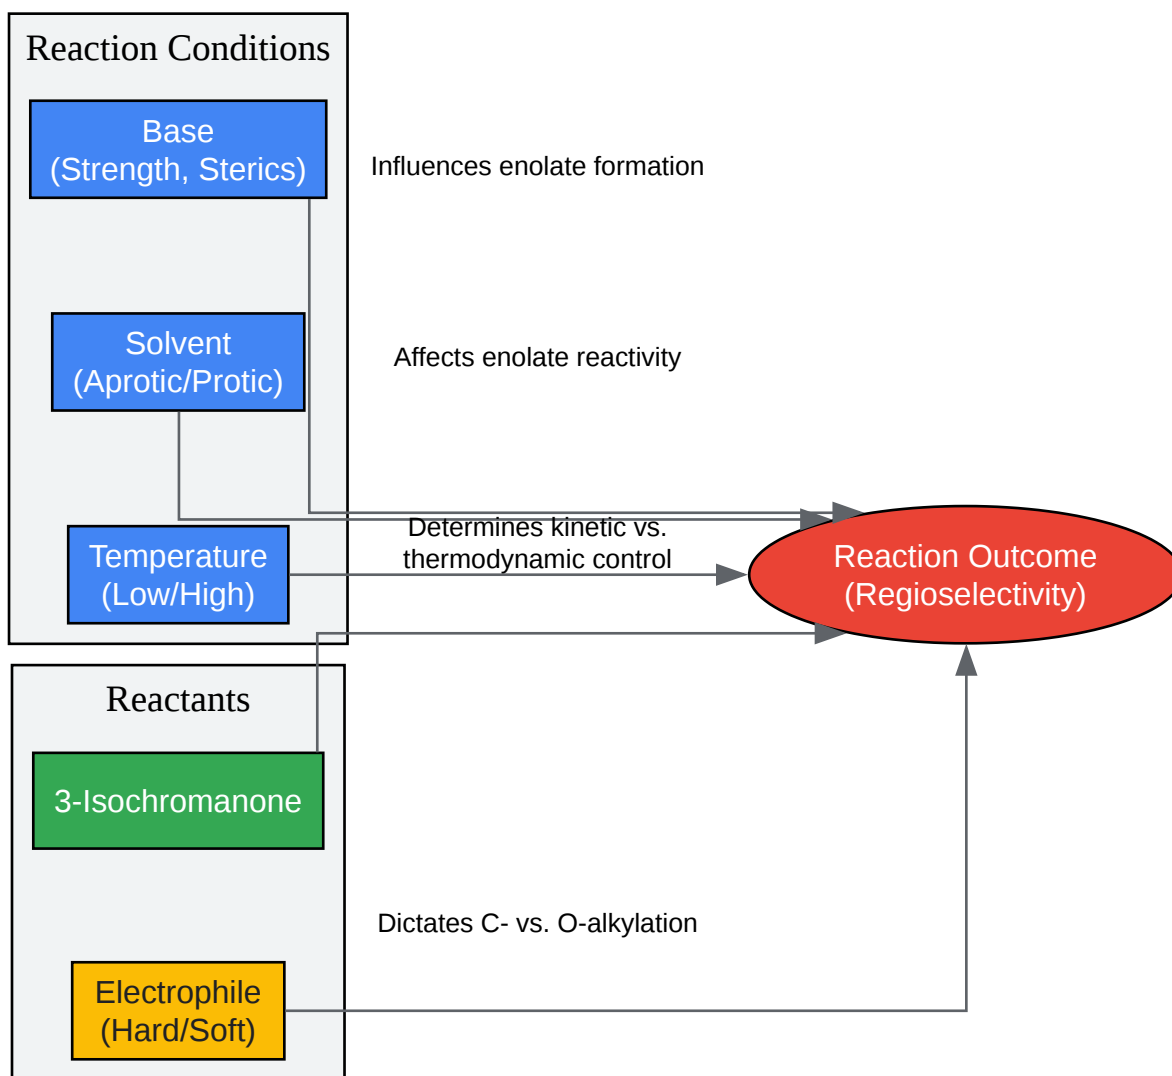 Reaction Conditions
Base
(Strength, Sterics)
Influences enolate formation
Solvent
(Aprotic/Protic)
Affects enolate reactivity
Temperature
(Low/High)
Determines kinetic vs.
thermodynamic control
Reaction Outcome
(Regioselectivity)
Reactants
3-Isochromanone
Dictates C- vs. O-alkylation
Electrophile
(Hard/Soft)